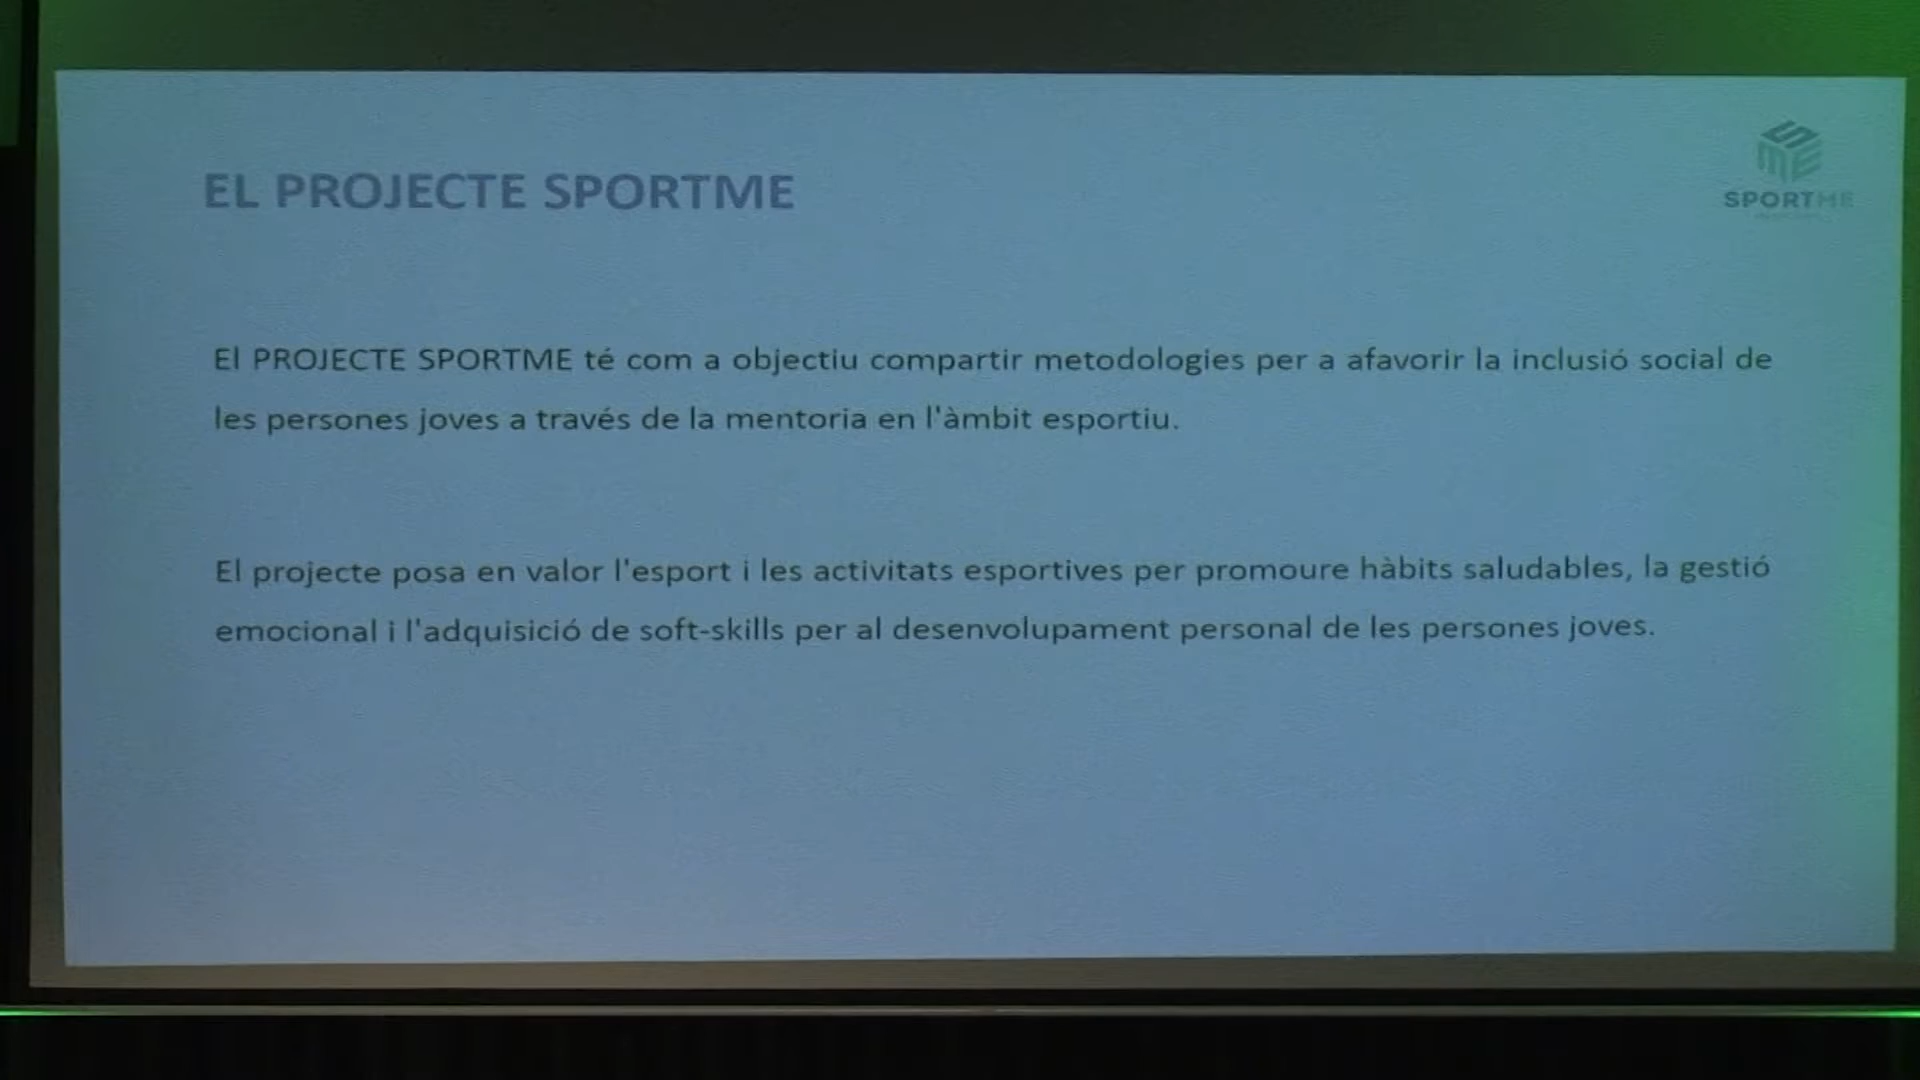 EL PROJECTE SPORTME
SME
SPORTME
El PROJECTE SPORTME té com a objectiu compartir metodologies per a afavorir la inclusió social de
les persones joves a través de la mentoria en l'àmbit esportiu.
El projecte posa en valor l'esport i les activitats esportives per promoure hàbits saludables, la gestió
emocional i l'adquisició de soft-skills per al desenvolupament personal de les persones joves.